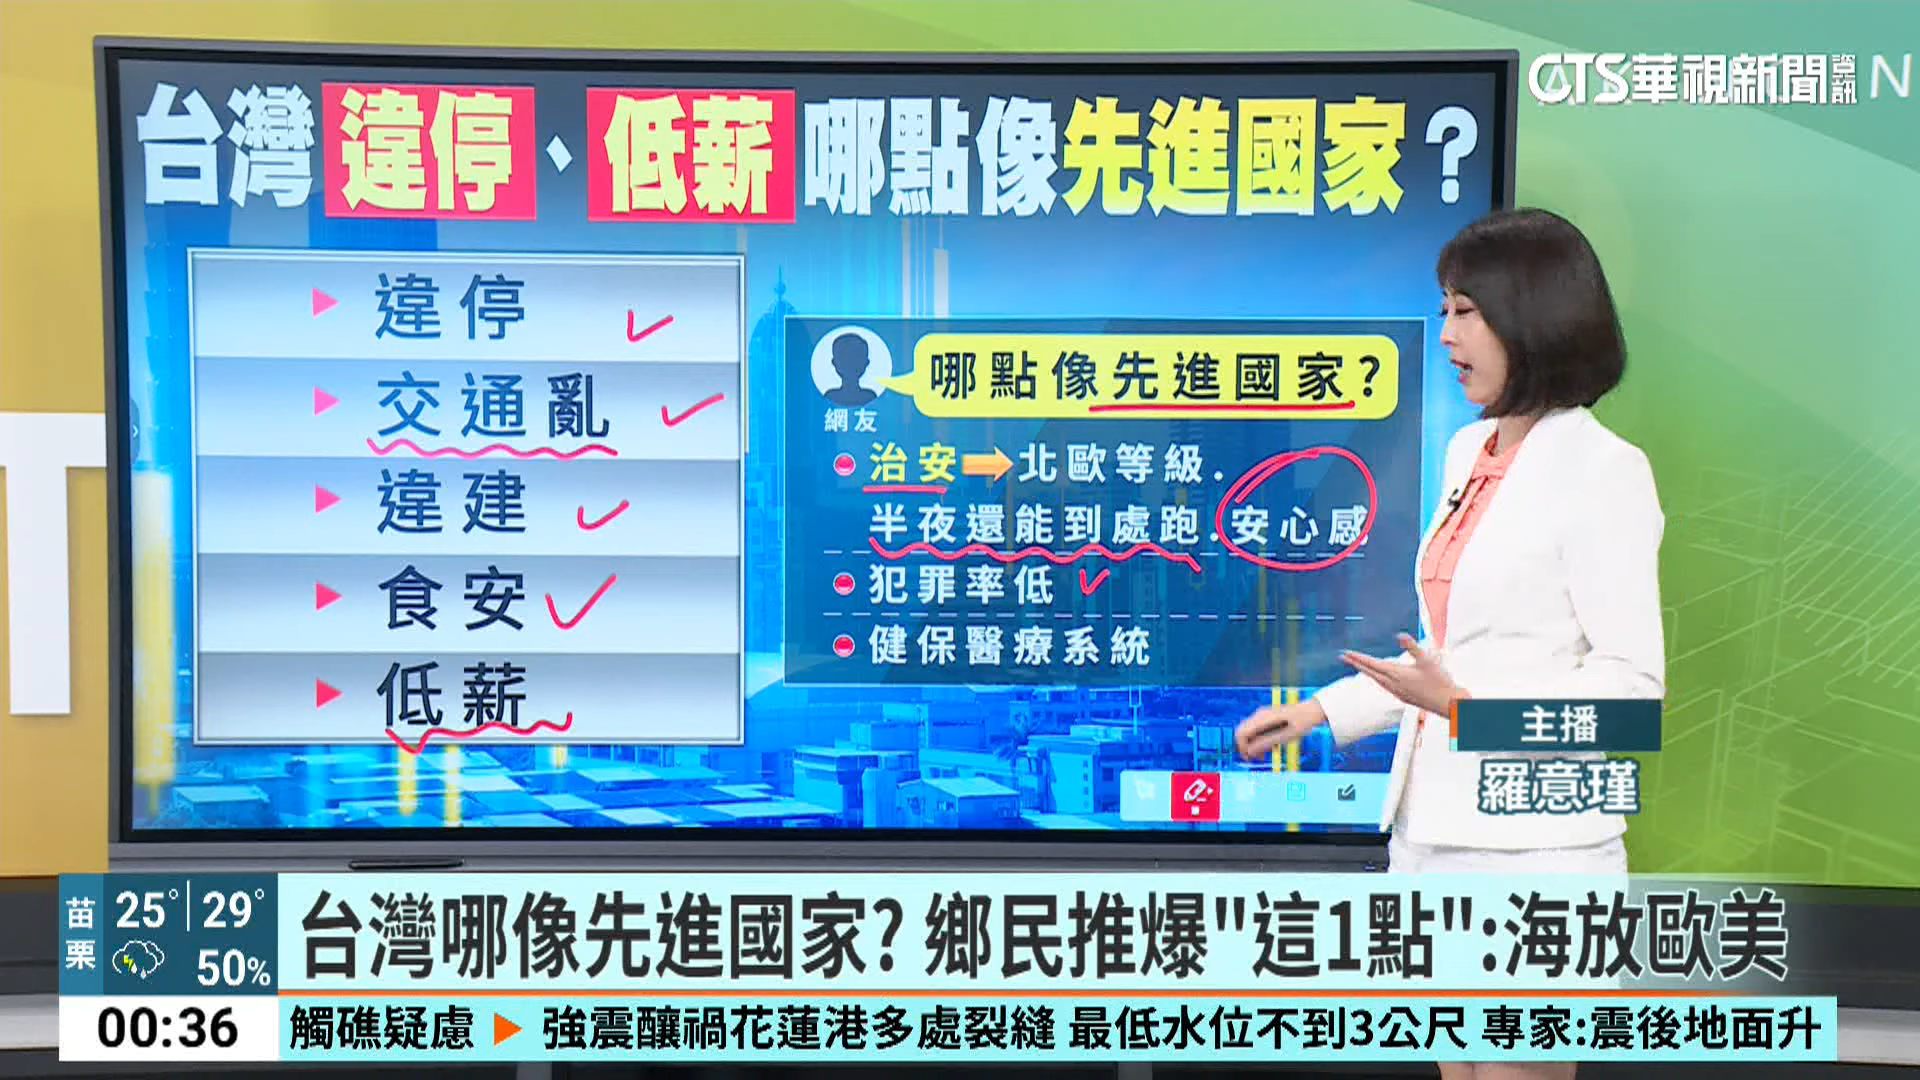 CTS華視新聞資訊
台灣違停、低薪哪點像先進國家？
違停
交通亂
違建
食安
低薪
哪點像先進國家?
網友
治安➡北歐等級.
半夜還能到處跑.安心感
犯罪率低
健保醫療系統
主播
羅意瑾
苗栗
25° 29°
50%
台灣哪像先進國家? 鄉民推爆"這1點":海放歐美
00:36
觸礁疑慮 ▶ 強震釀禍花蓮港多處裂縫 最低水位不到3公尺 專家:震後地面升